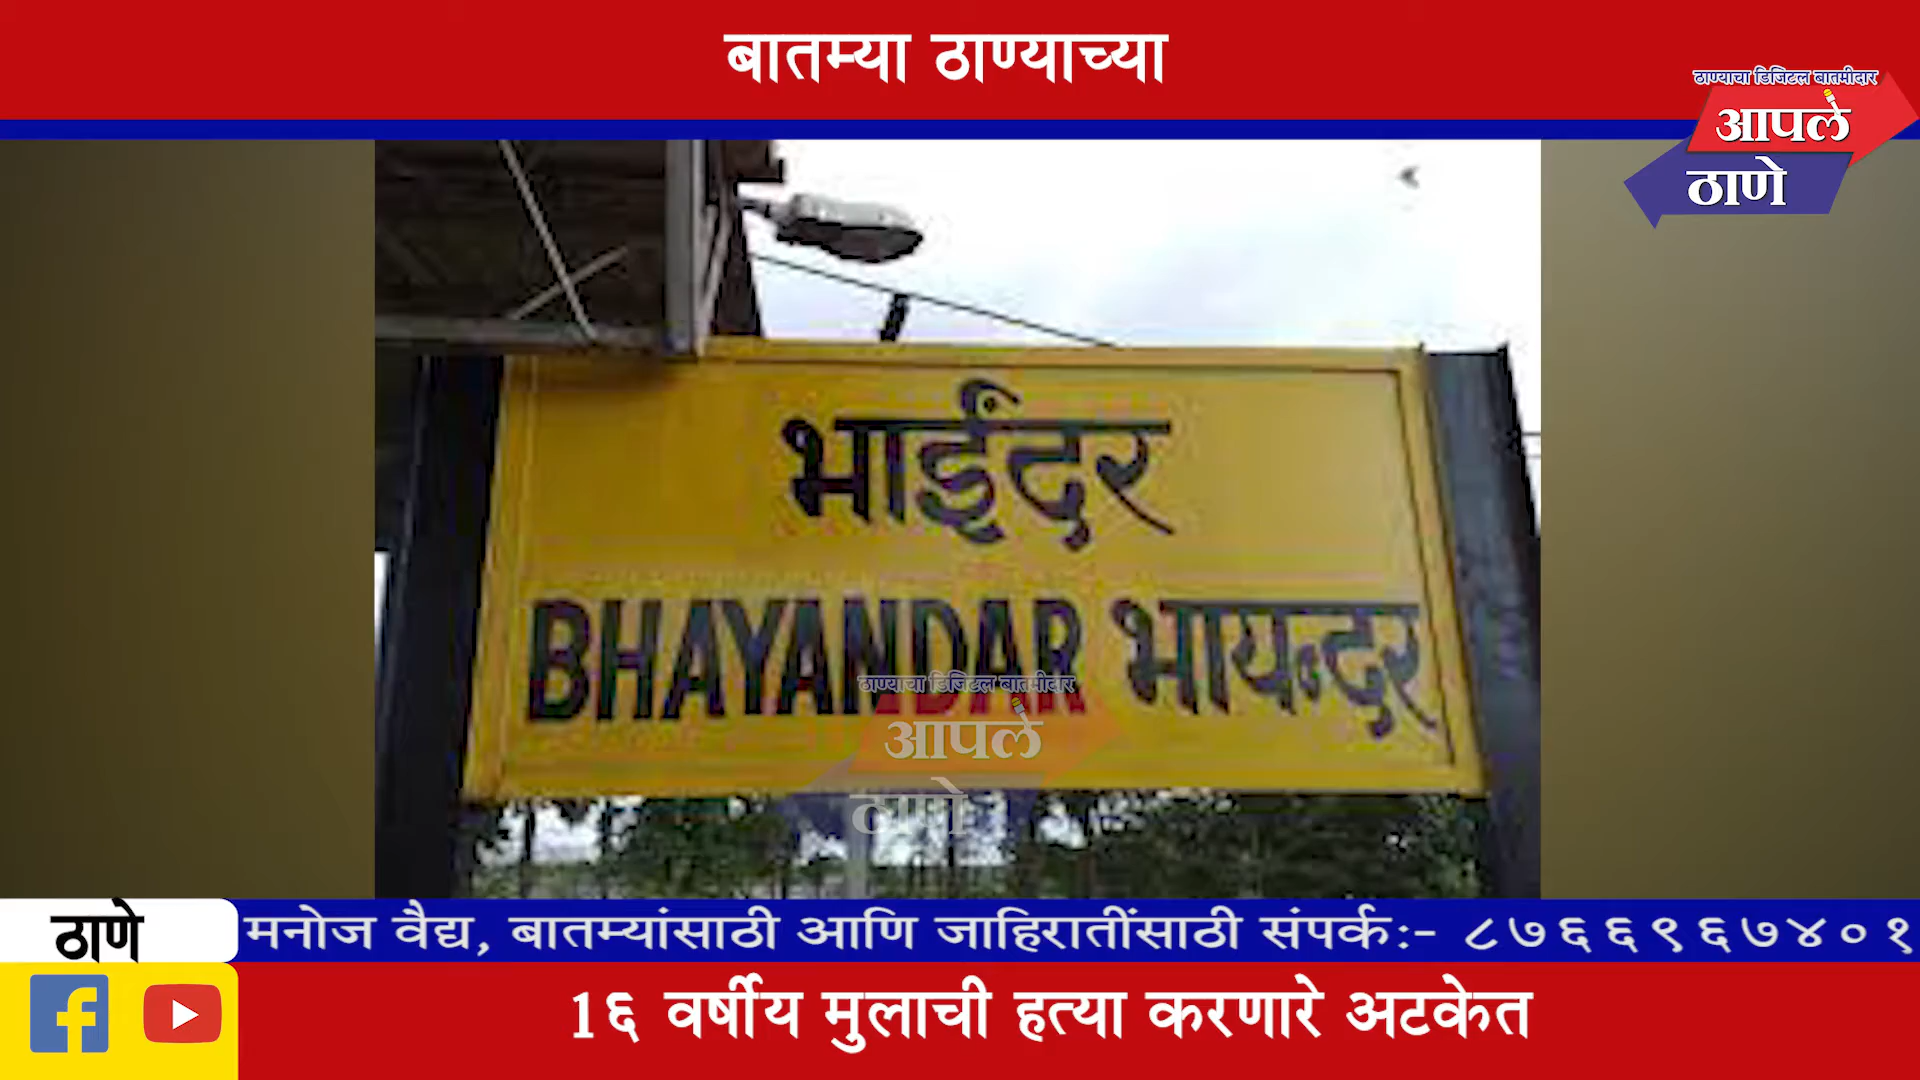 बातम्या ठाण्याच्या
ठाण्याचा डिजिटल बातमीदार
आपले
ठाणे
भाईंदर
BHAYANDAR भायन्दर
ठाण्याचा डिजिटल बातमीदार
आपले
ठाणे
ठाणे
मनोज वैद्य, बातम्यांसाठी आणि जाहिरातींसाठी संपर्क:- ८७६६९६७४०१
1६ वर्षीय मुलाची हत्या करणारे अटकेत